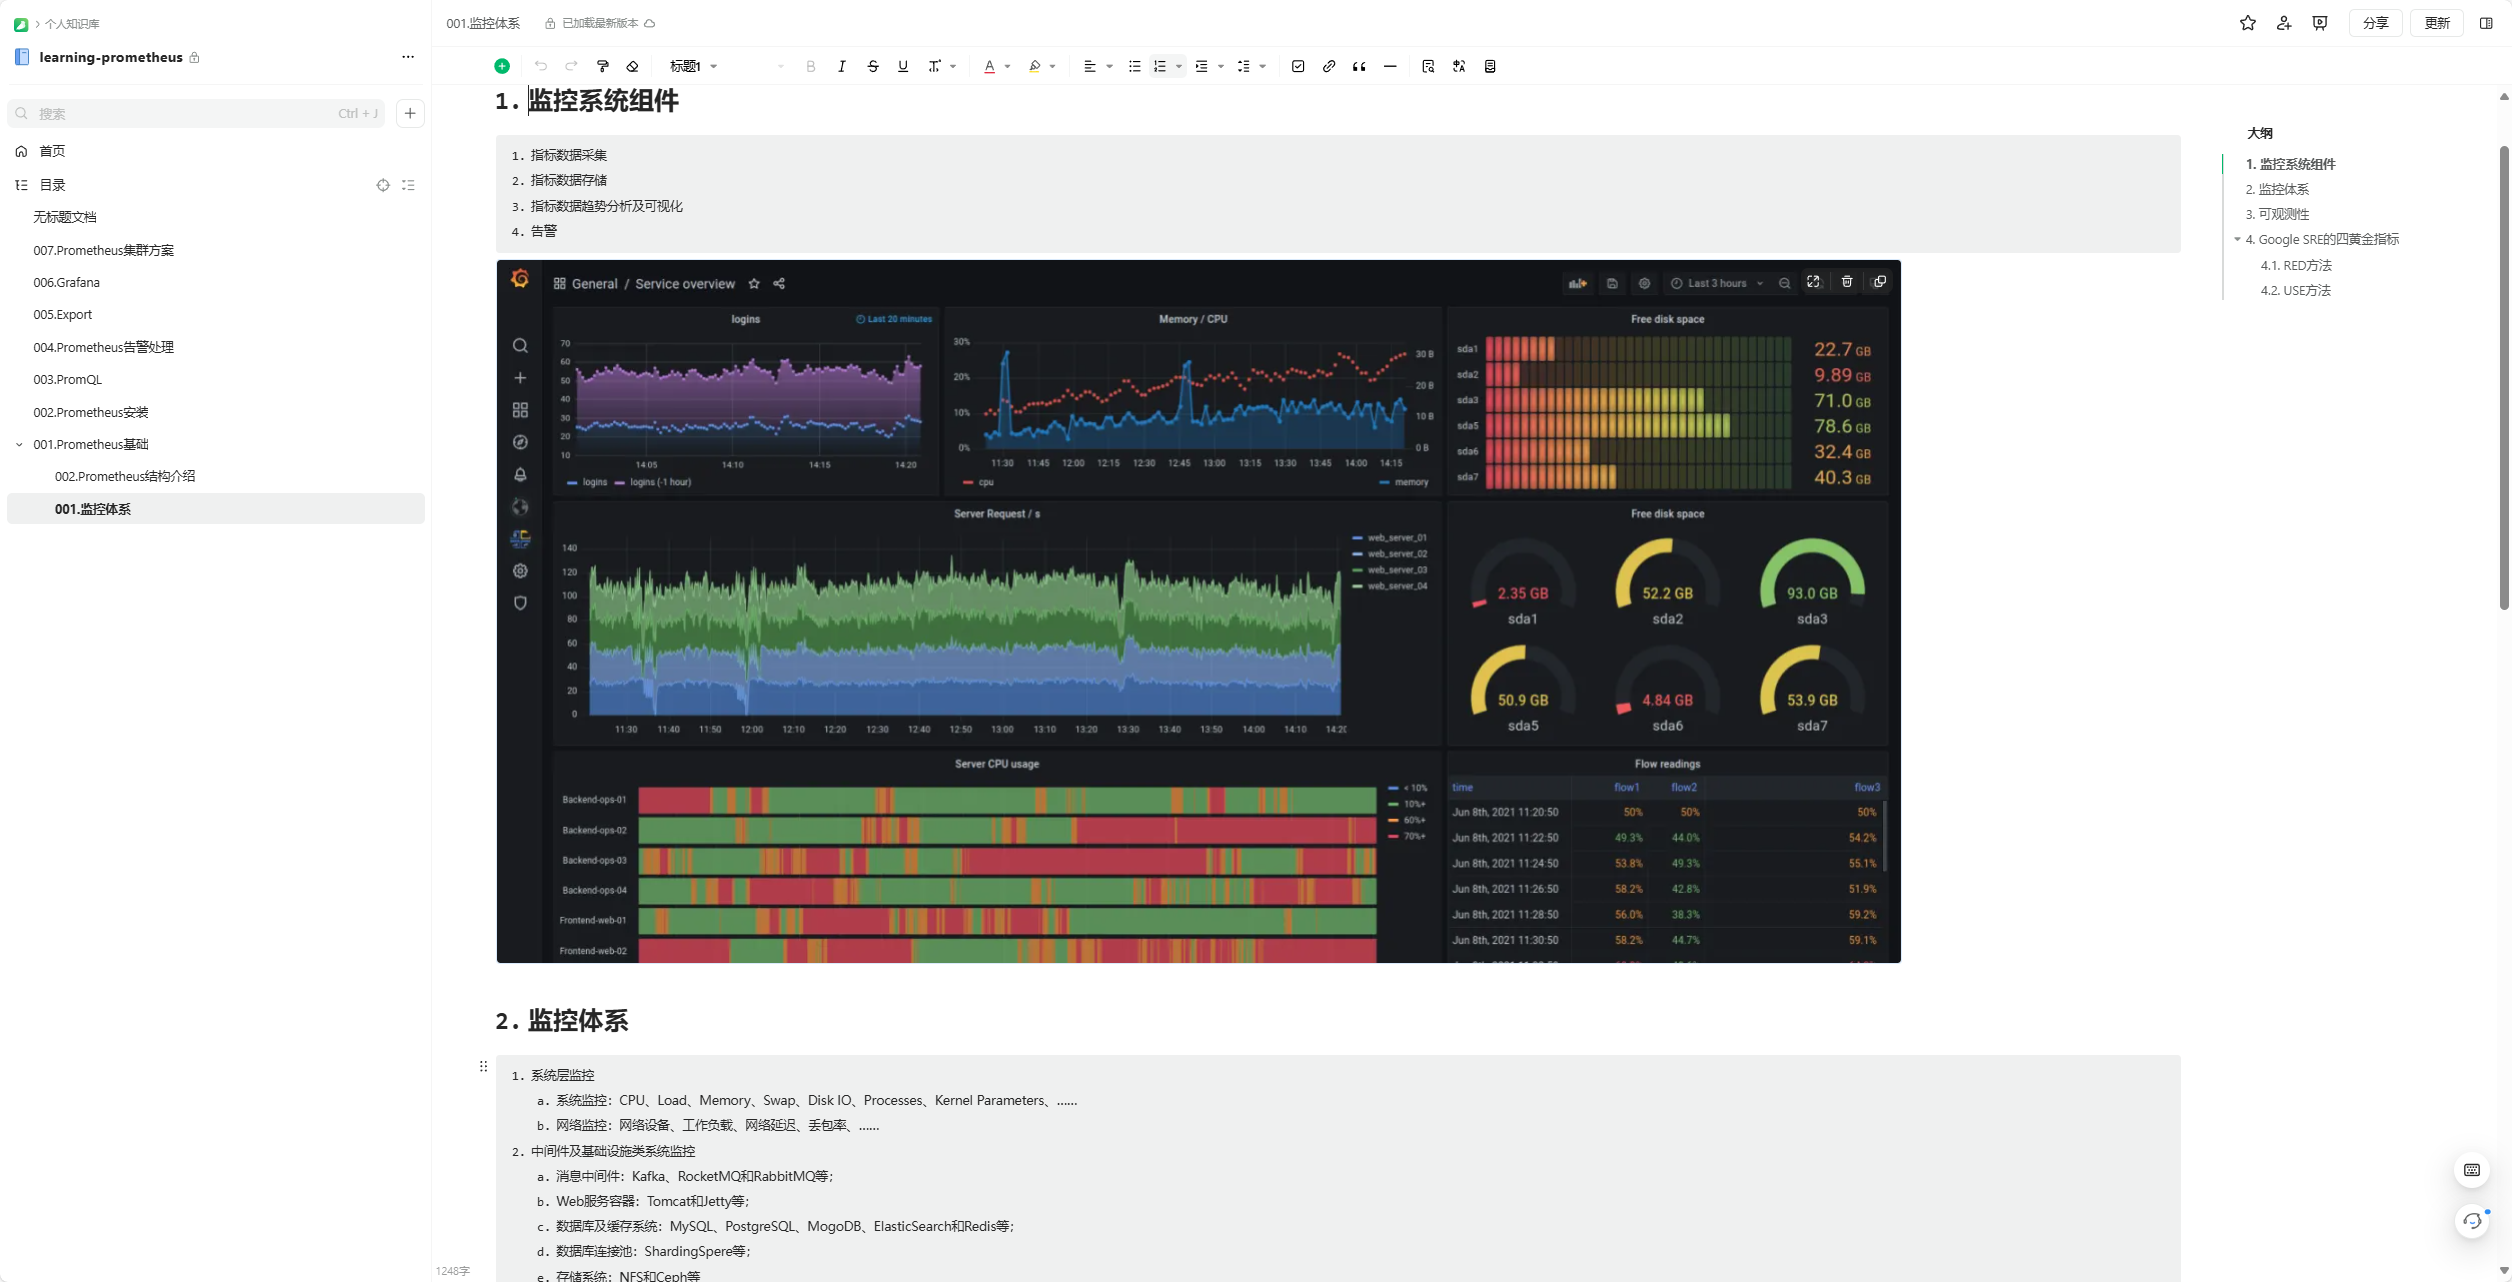 个人知识库
learning-prometheus
搜索 Ctrl + J
首页
目录
无标题文档
007.Prometheus集群方案
006.Grafana
005.Export
004.Prometheus告警处理
003.PromQL
002.Prometheus安装
001.Prometheus基础
002.Prometheus结构介绍
001.监控体系
001.监控体系 已加载最新版本
分享 更新
标题1
1. 监控系统组件
1. 指标数据采集
2. 指标数据存储
3. 指标数据趋势分析及可视化
4. 告警
General / Service overview
Last 3 hours
logins
Last 20 minutes
70
60
50
40
30
20
10
14:05 14:10 14:15 14:20
logins logins (-1 hour)
Memory / CPU
30%
20%
10%
0%
30 B
20 B
10 B
0 B
11:30 11:45 12:00 12:15 12:30 12:45 13:00 13:15 13:30 13:45 14:00 14:15
cpu memory
Free disk space
sda1 22.7 GB
sda2 9.89 GB
sda3 71.0 GB
sda5 78.6 GB
sda6 32.4 GB
sda7 40.3 GB
Server Request / s
140
120
100
80
60
40
20
0
11:30 11:40 11:50 12:00 12:10 12:20 12:30 12:40 12:50 13:00 13:10 13:20 13:30 13:40 13:50 14:00 14:10 14:20
web_server_01
web_server_02
web_server_03
web_server_04
Free disk space
2.35 GB 52.2 GB 93.0 GB
sda1 sda2 sda3
50.9 GB 4.84 GB 53.9 GB
sda5 sda6 sda7
Server CPU usage
Backend-ops-01
Backend-ops-02
Backend-ops-03
Backend-ops-04
Frontend-web-01
Frontend-web-02
< 10%
10%+
60%+
70%+
Flow readings
time flow1 flow2 flow3
Jun 8th, 2021 11:20:50 50% 50% 50%
Jun 8th, 2021 11:22:50 49.3% 44.0% 54.2%
Jun 8th, 2021 11:24:50 53.8% 49.3% 55.1%
Jun 8th, 2021 11:26:50 58.2% 42.8% 51.9%
Jun 8th, 2021 11:28:50 56.0% 38.3% 59.2%
Jun 8th, 2021 11:30:50 58.2% 44.7% 59.1%
2. 监控体系
1. 系统层监控
a. 系统监控：CPU、Load、Memory、Swap、Disk IO、Processes、Kernel Parameters、……
b. 网络监控：网络设备、工作负载、网络延迟、丢包率、……
2. 中间件及基础设施类系统监控
a. 消息中间件：Kafka、RocketMQ和RabbitMQ等；
b. Web服务容器：Tomcat和Jetty等；
c. 数据库及缓存系统：MySQL、PostgreSQL、MogoDB、ElasticSearch和Redis等；
d. 数据库连接池：ShardingSpere等；
e. 存储系统：NFS和Ceph等
1248字
大纲
1. 监控系统组件
2. 监控体系
3. 可观测性
4. Google SRE的四黄金指标
4.1. RED方法
4.2. USE方法